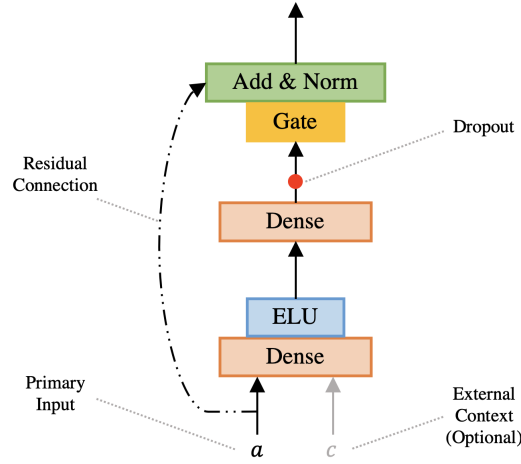 Add & Norm
Gate
Dropout
Residual
Connection
Dense
ELU
Dense
Primary
Input
External
Context
(Optional)
a
c